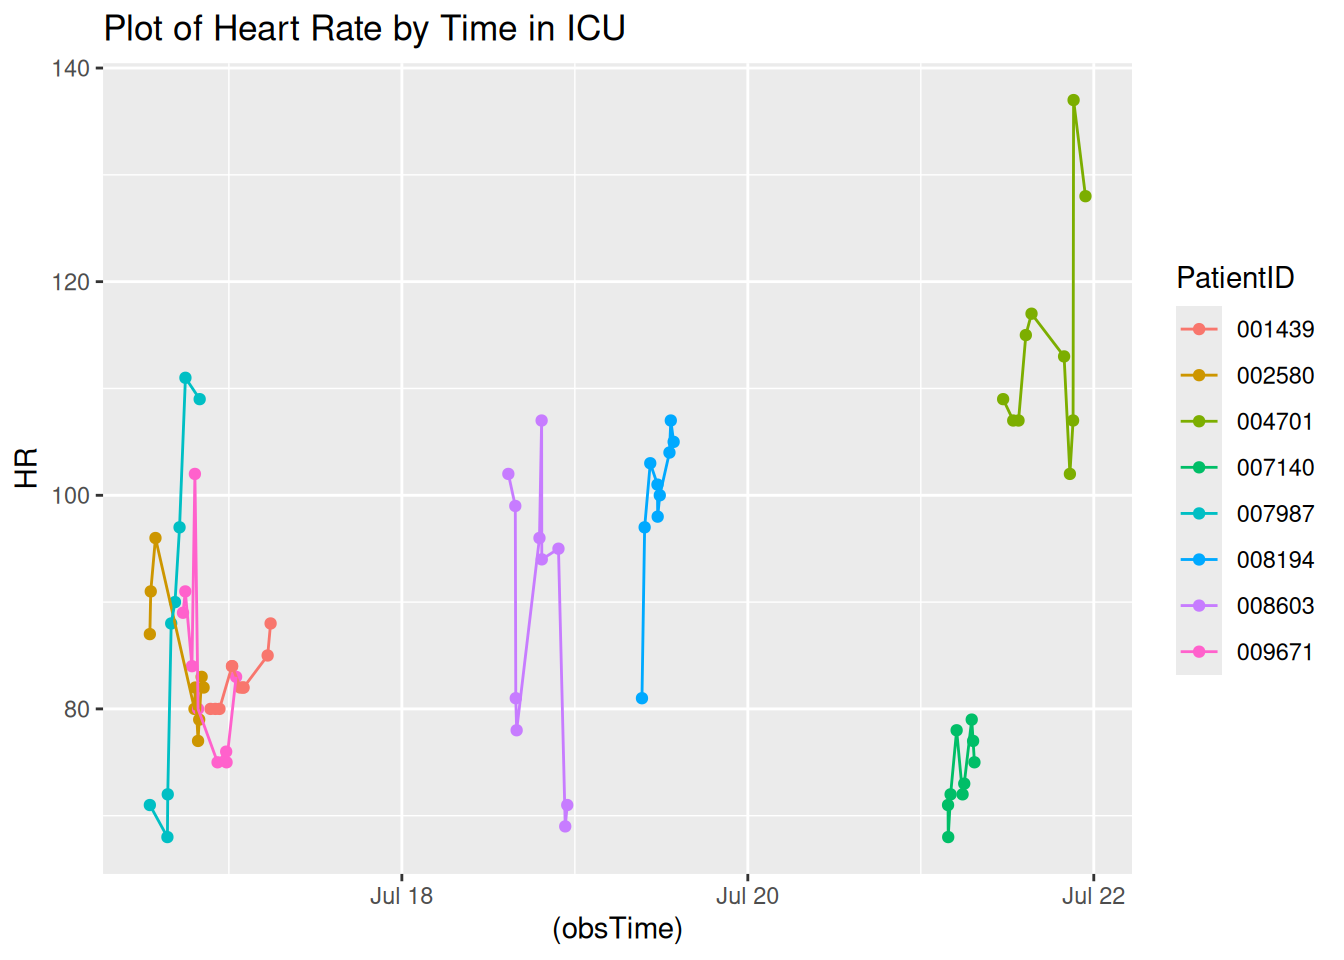 Plot of Heart Rate by Time in ICU
140
120
100
80
HR
Jul 18
Jul 20
Jul 22
(obsTime)
PatientID
001439
002580
004701
007140
007987
008194
008603
009671